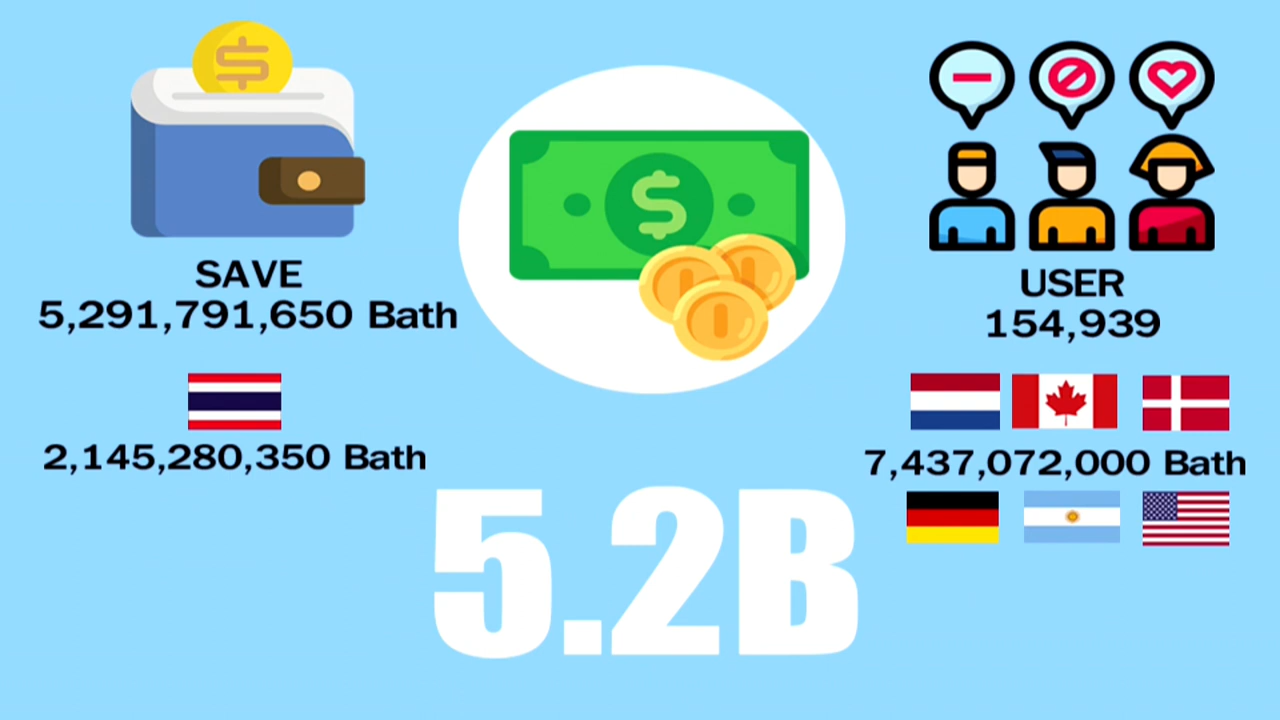 SAVE
5,291,791,650 Bath
USER
154,939
2,145,280,350 Bath
7,437,072,000 Bath
5.2B